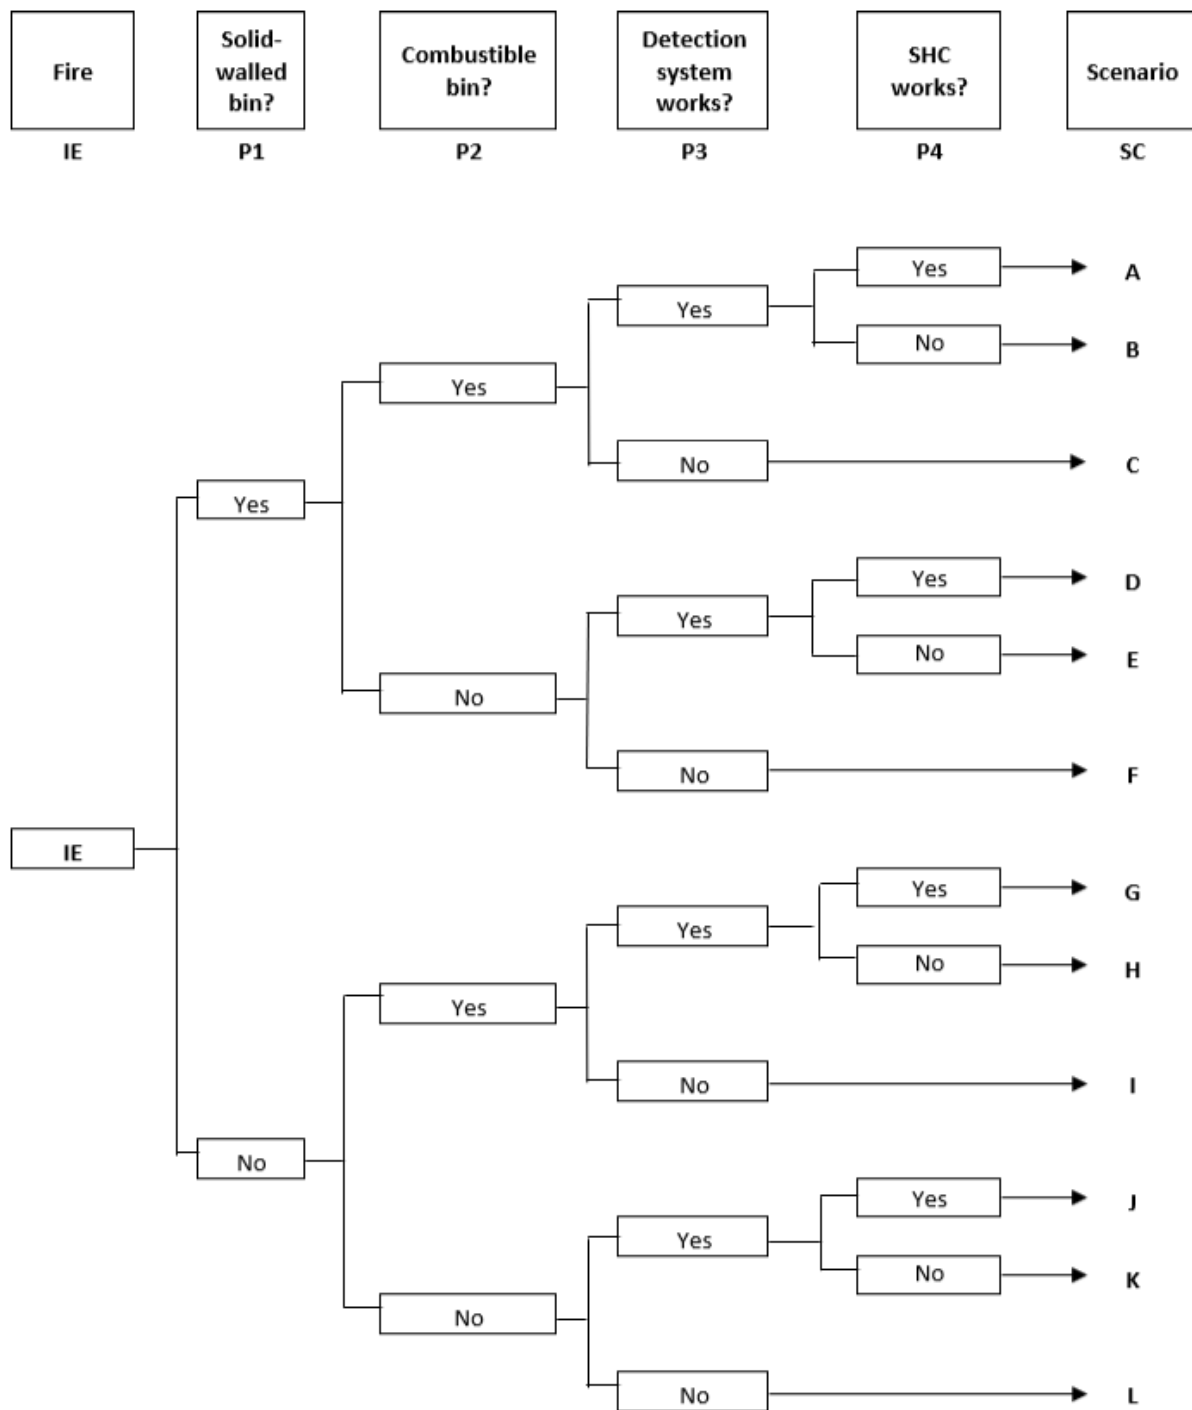 Fire
Solid-
walled
bin?
Combustible
bin?
Detection
system
works?
SHC
works?
Scenario
IE
P1
P2
P3
P4
SC
Yes
A
Yes
No
B
Yes
No
C
Yes
Yes
D
Yes
No
E
No
No
F
IE
Yes
G
Yes
No
H
Yes
No
I
No
Yes
J
Yes
No
K
No
No
L